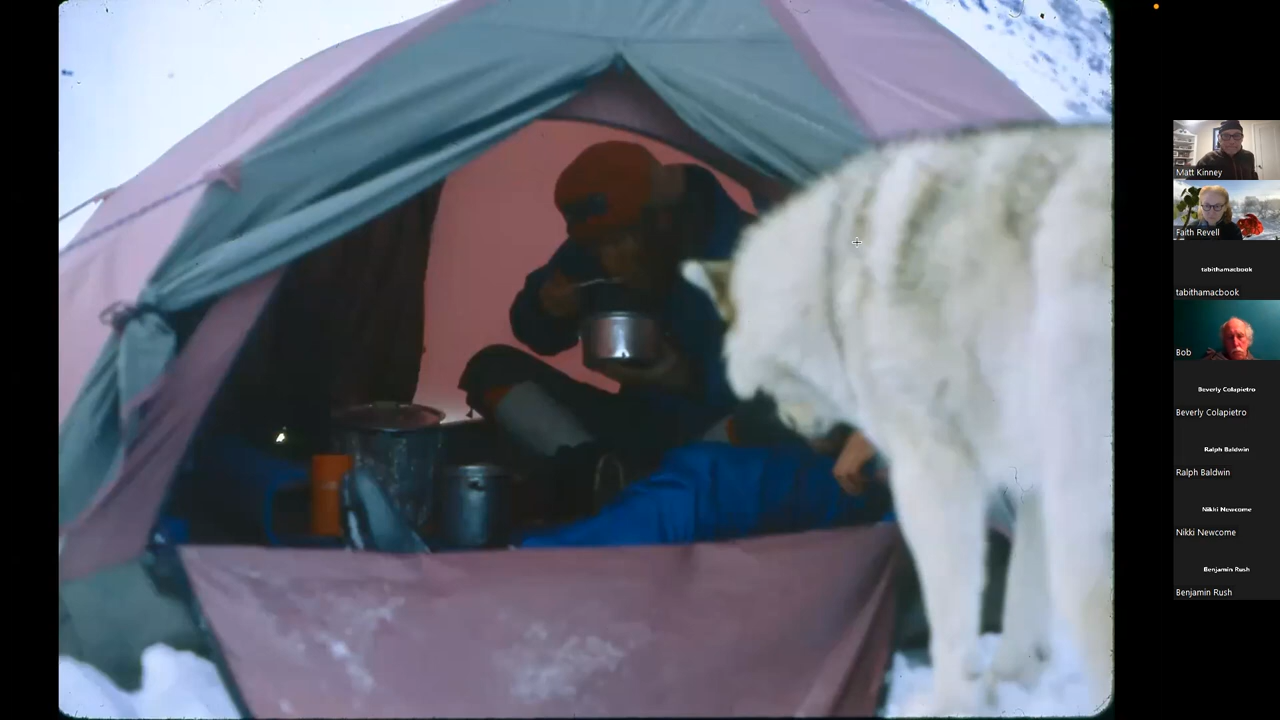 Matt Kinney
Faith Revell
tabithamacbook
tabithamacbook
Bob
Beverly Colapietro
Beverly Colapietro
Ralph Baldwin
Ralph Baldwin
Nikki Newcome
Nikki Newcome
Benjamin Rush
Benjamin Rush